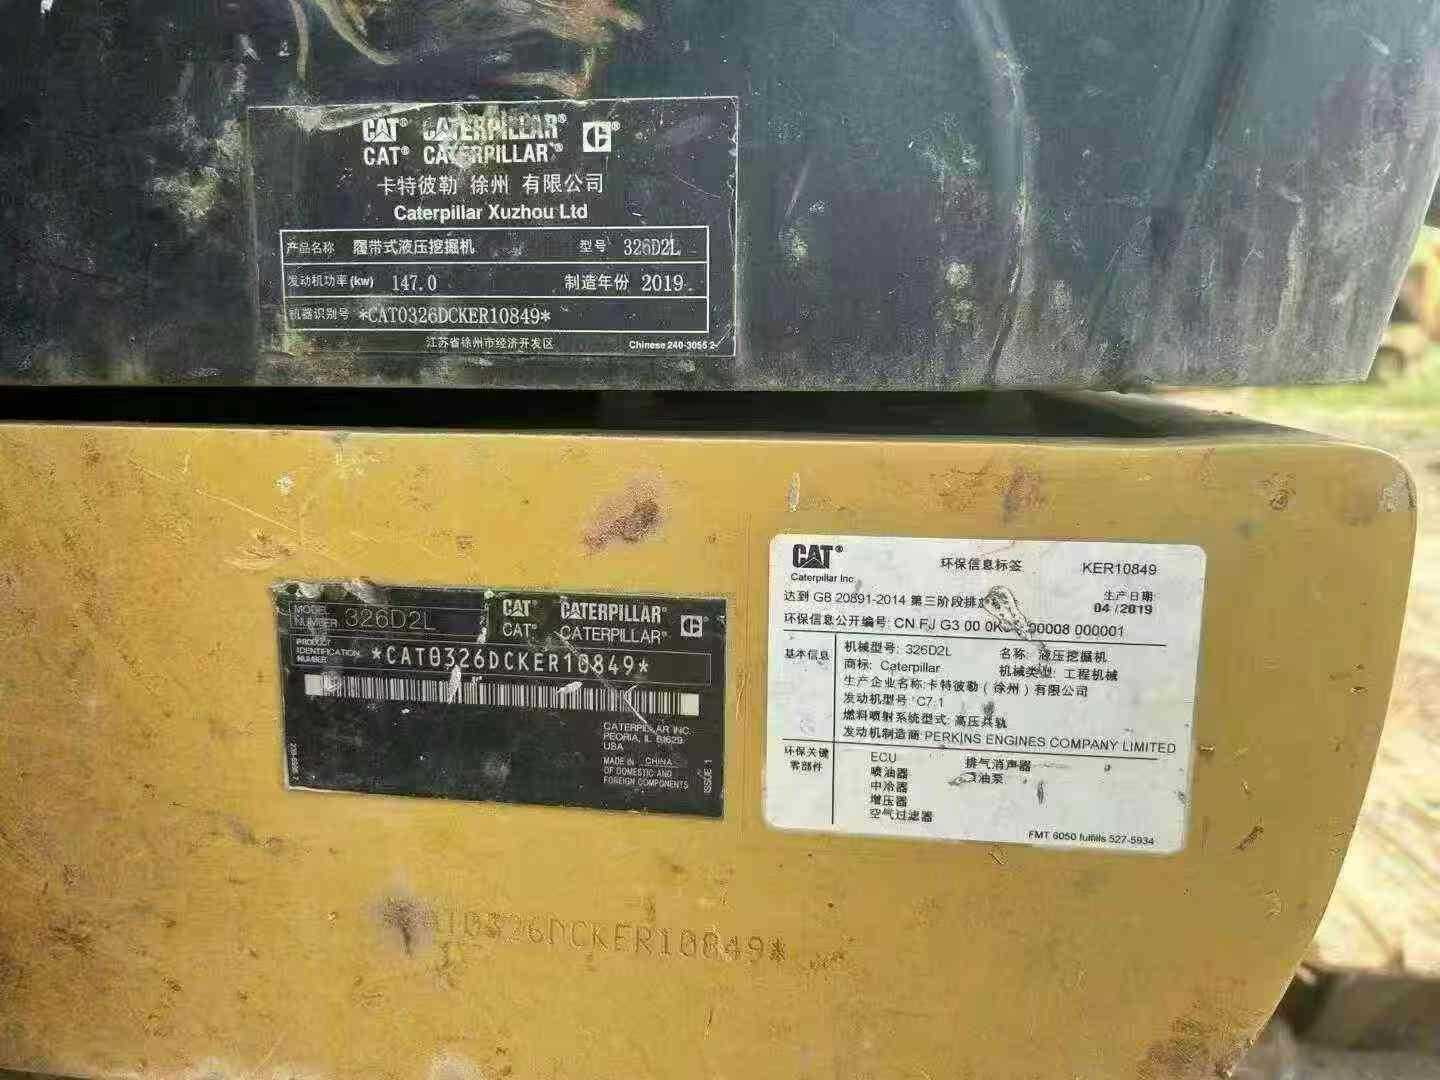 CAT® CATERPILLAR®
CAT® CATERPILLAR®
卡特彼勒 徐州 有限公司
Caterpillar Xuzhou Ltd
产品名称 履带式液压挖掘机 型号 326D2L
发动机功率(kw) 147.0 制造年份 2019
机器识别号 *CAT0326DCKER10849*
江苏省徐州市经济开发区 Chinese 240-3055 2
MODEL NUMBER 326D2L CAT® CATERPILLAR®
CAT® CATERPILLAR®
PRODUCT IDENTIFICATION NUMBER
*CAT0326DCKER10849*
CATERPILLAR INC.
PEORIA, IL 61629
USA
MADE IN CHINA
OF DOMESTIC AND
FOREIGN COMPONENTS
ISSUE 1
CAT® 环保信息标签 KER10849
Caterpillar Inc
生产日期:
达到 GB 20891-2014 第三阶段排 04 /2019
环保信息公开编号: CN FJ G3 00 00008 000001
基本信息
机械型号: 326D2L 名称: 液压挖掘机
商标: Caterpillar 机械类型: 工程机械
生产企业名称:卡特彼勒(徐州)有限公司
发动机型号 C7.1
燃料喷射系统型式: 高压共轨
发动机制造商 PERKINS ENGINES COMPANY LIMITED
环保关键零部件
ECU 排气消声器
喷油器 油泵
中冷器
增压器
空气过滤器
FMT 6050 fulfills 527-5934
AT0326DCKER10849*